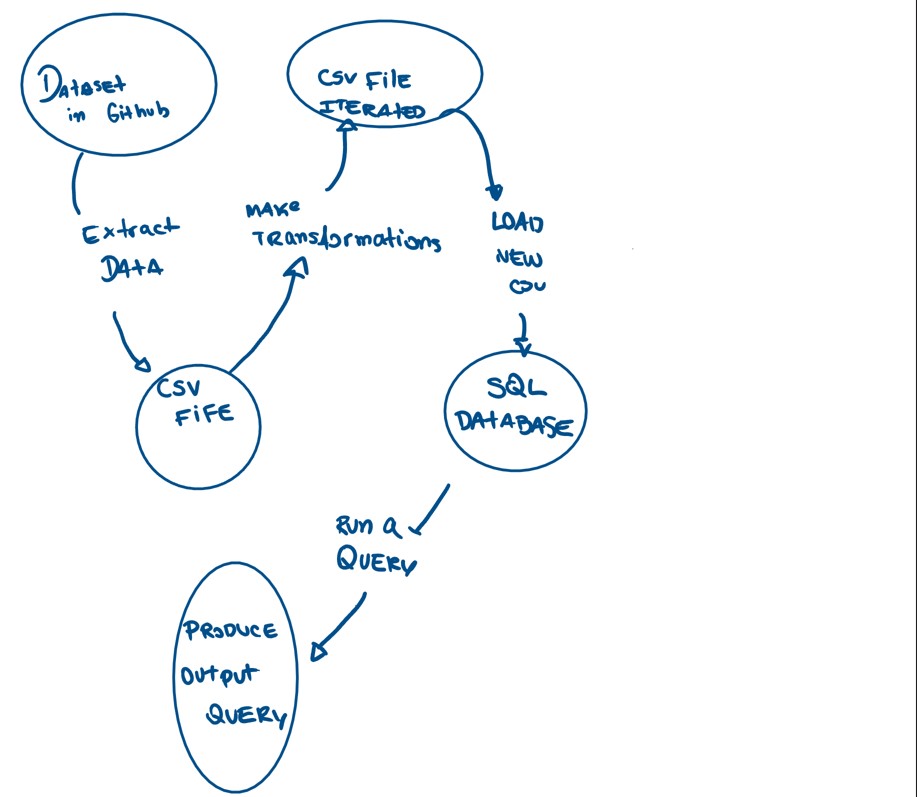 Dataset
in Github
Extract
DATA
CSV
FiFE
MAKe
TRansformations
CSV File
ITERATED
LOAD
NEW
CSV
SQL
DATABASE
Run a
QUERY
PRODUCE
Output
QUERY